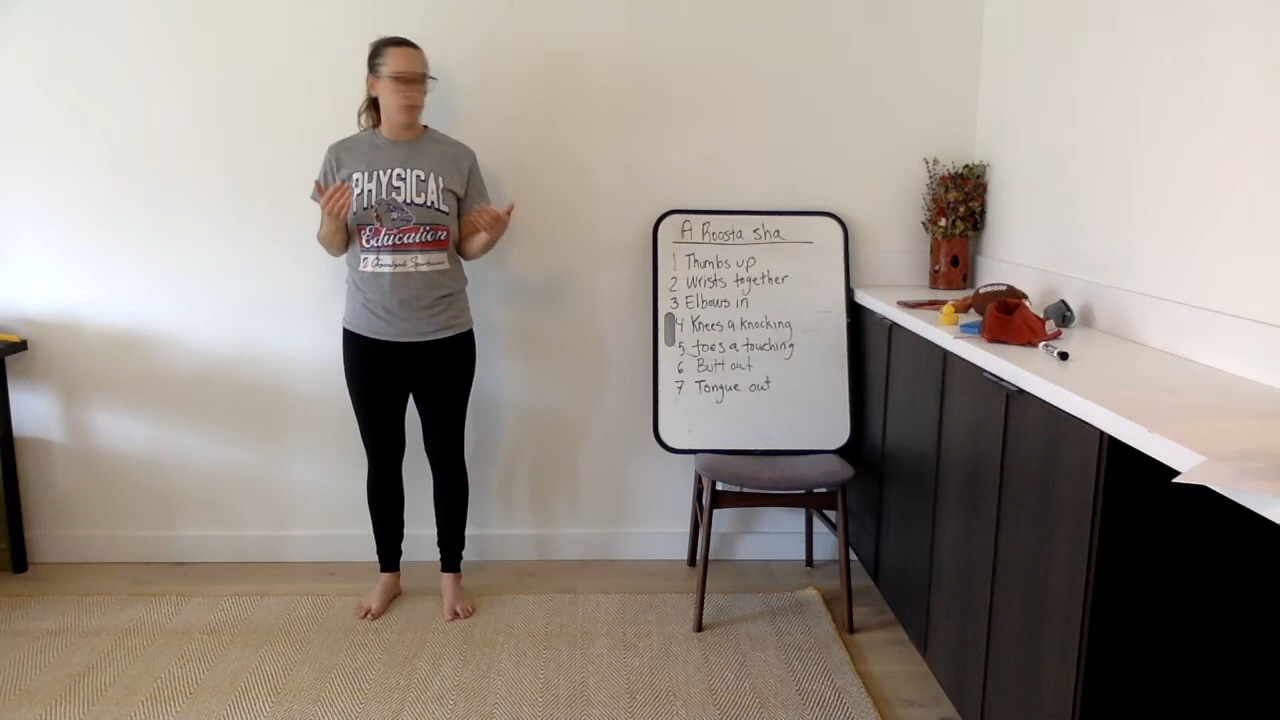 PHYSICAL
Education
A Roosta sha
1 Thumbs up
2 Wrists together
3 Elbows in
4 Knees a Knocking
5 toes a touching
6 Butt out
7 Tongue out